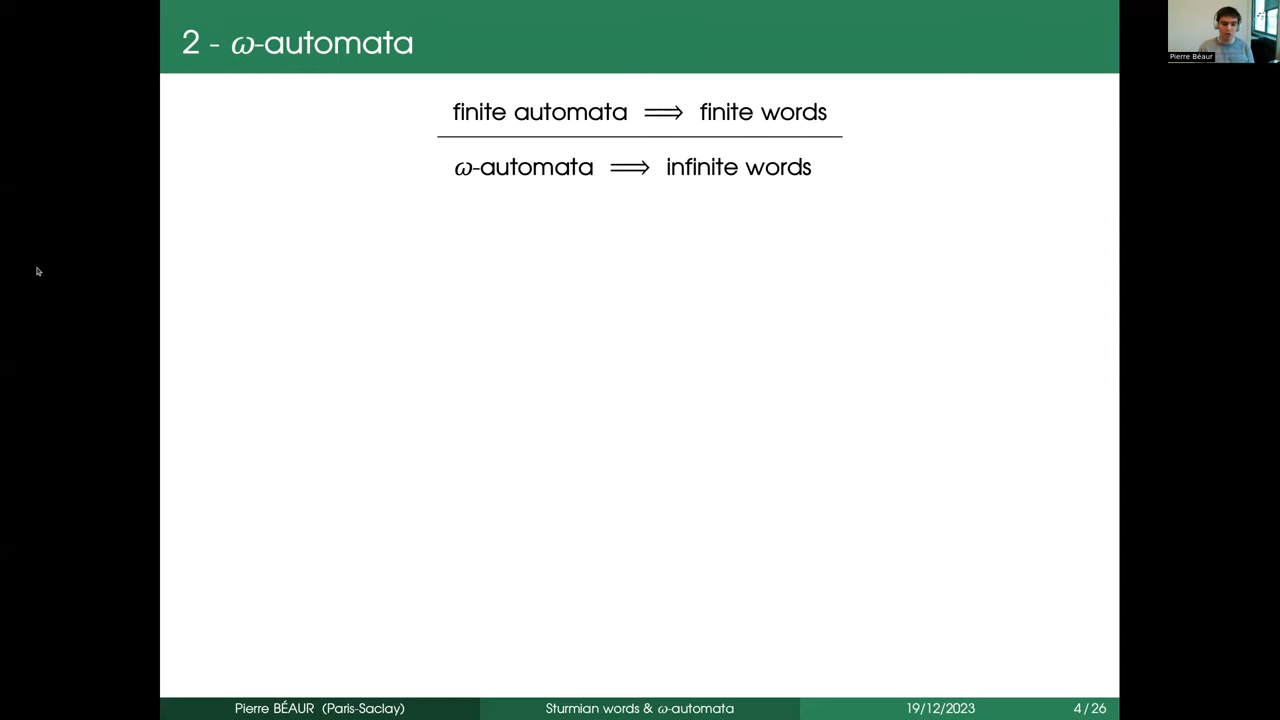 2 - ω-automata
Pierre Béaur
finite automata ⟹ finite words
ω-automata ⟹ infinite words
Pierre BÉAUR (Paris-Saclay)
Sturmian words & ω-automata
19/12/2023
4 / 26